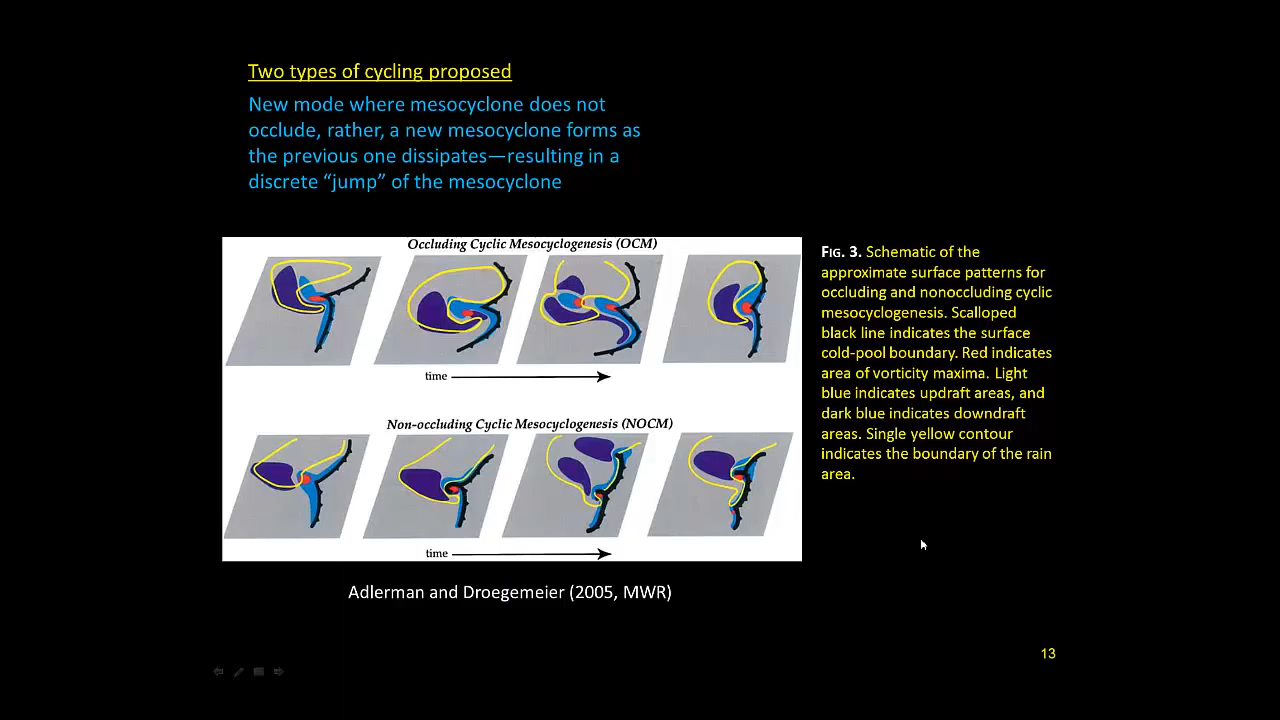 Two types of cycling proposed
New mode where mesocyclone does not
occlude, rather, a new mesocyclone forms as
the previous one dissipates—resulting in a
discrete “jump” of the mesocyclone
Occluding Cyclic Mesocyclogenesis (OCM)
time
Non-occluding Cyclic Mesocyclogenesis (NOCM)
time
FIG. 3. Schematic of the
approximate surface patterns for
occluding and nonoccluding cyclic
mesocyclogenesis. Scalloped
black line indicates the surface
cold-pool boundary. Red indicates
area of vorticity maxima. Light
blue indicates updraft areas, and
dark blue indicates downdraft
areas. Single yellow contour
indicates the boundary of the rain
area.
Adlerman and Droegemeier (2005, MWR)
13